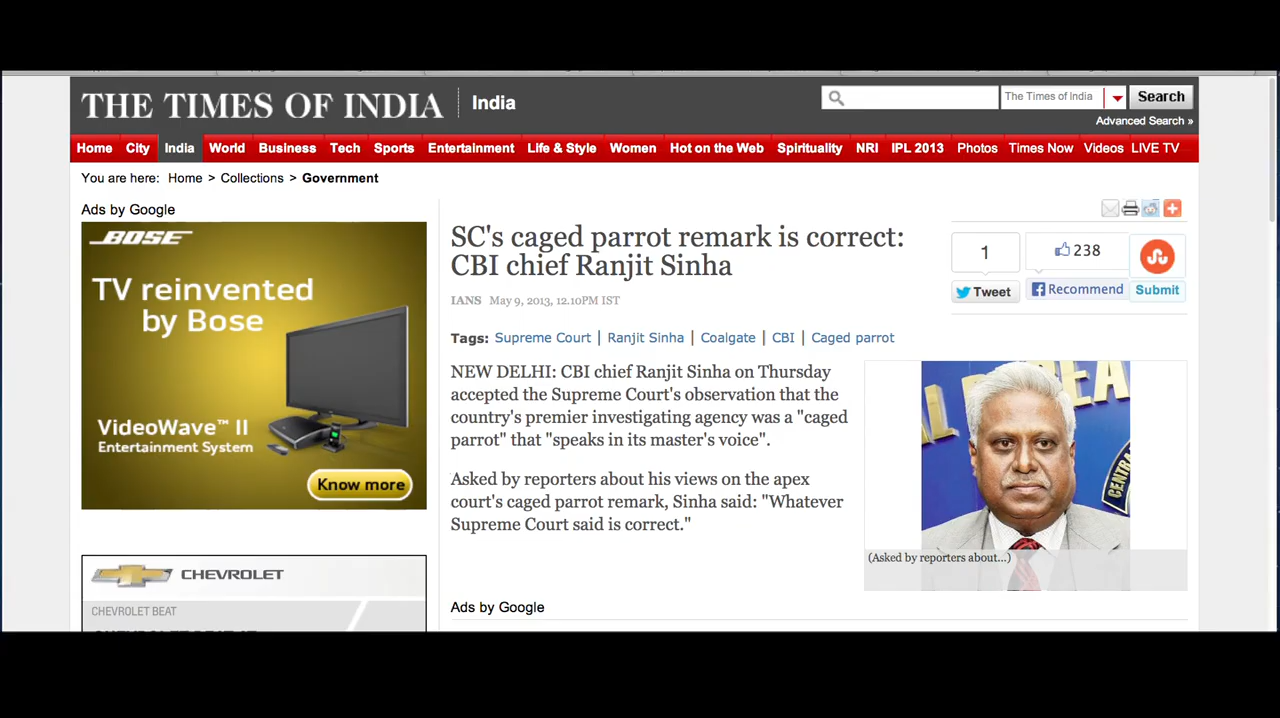 THE TIMES OF INDIA
India
The Times of India
Search
Advanced Search »
Home City India World Business Tech Sports Entertainment Life & Style Women Hot on the Web Spirituality NRI IPL 2013 Photos Times Now Videos LIVE TV
You are here: Home > Collections > Government
Ads by Google
BOSE
TV reinvented
by Bose
VideoWave™ II
Entertainment System
Know more
CHEVROLET
CHEVROLET BEAT
SC's caged parrot remark is correct:
CBI chief Ranjit Sinha
IANS May 9, 2013, 12.10PM IST
1
Tweet
238
Recommend
Submit
Tags: Supreme Court | Ranjit Sinha | Coalgate | CBI | Caged parrot
NEW DELHI: CBI chief Ranjit Sinha on Thursday
accepted the Supreme Court's observation that the
country's premier investigating agency was a "caged
parrot" that "speaks in its master's voice".
Asked by reporters about his views on the apex
court's caged parrot remark, Sinha said: "Whatever
Supreme Court said is correct."
(Asked by reporters about...)
Ads by Google